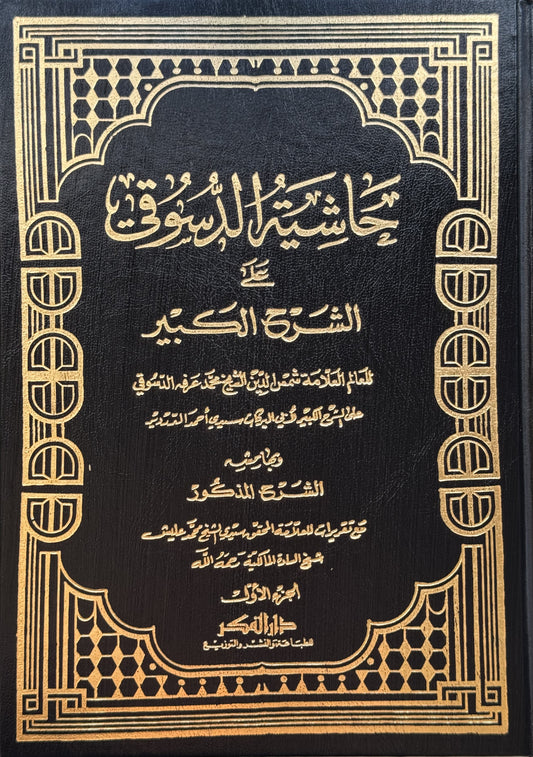 حاشية الدسوقي
على
الشرح الكبير
للعالم العلامة شمس الدين الشيخ محمد عرفه الدسوقي
على الشرح الكبير لأبي البركات سيدي أحمد الدردير
وبهامشه
الشرح المذكور
مع تقريرات للعلامة المحقق سيدي الشيخ محمد عليش
شيخ السادة المالكية رحمه الله
الجزء الأول
دار الفكر
للطباعة والنشر والتوزيع